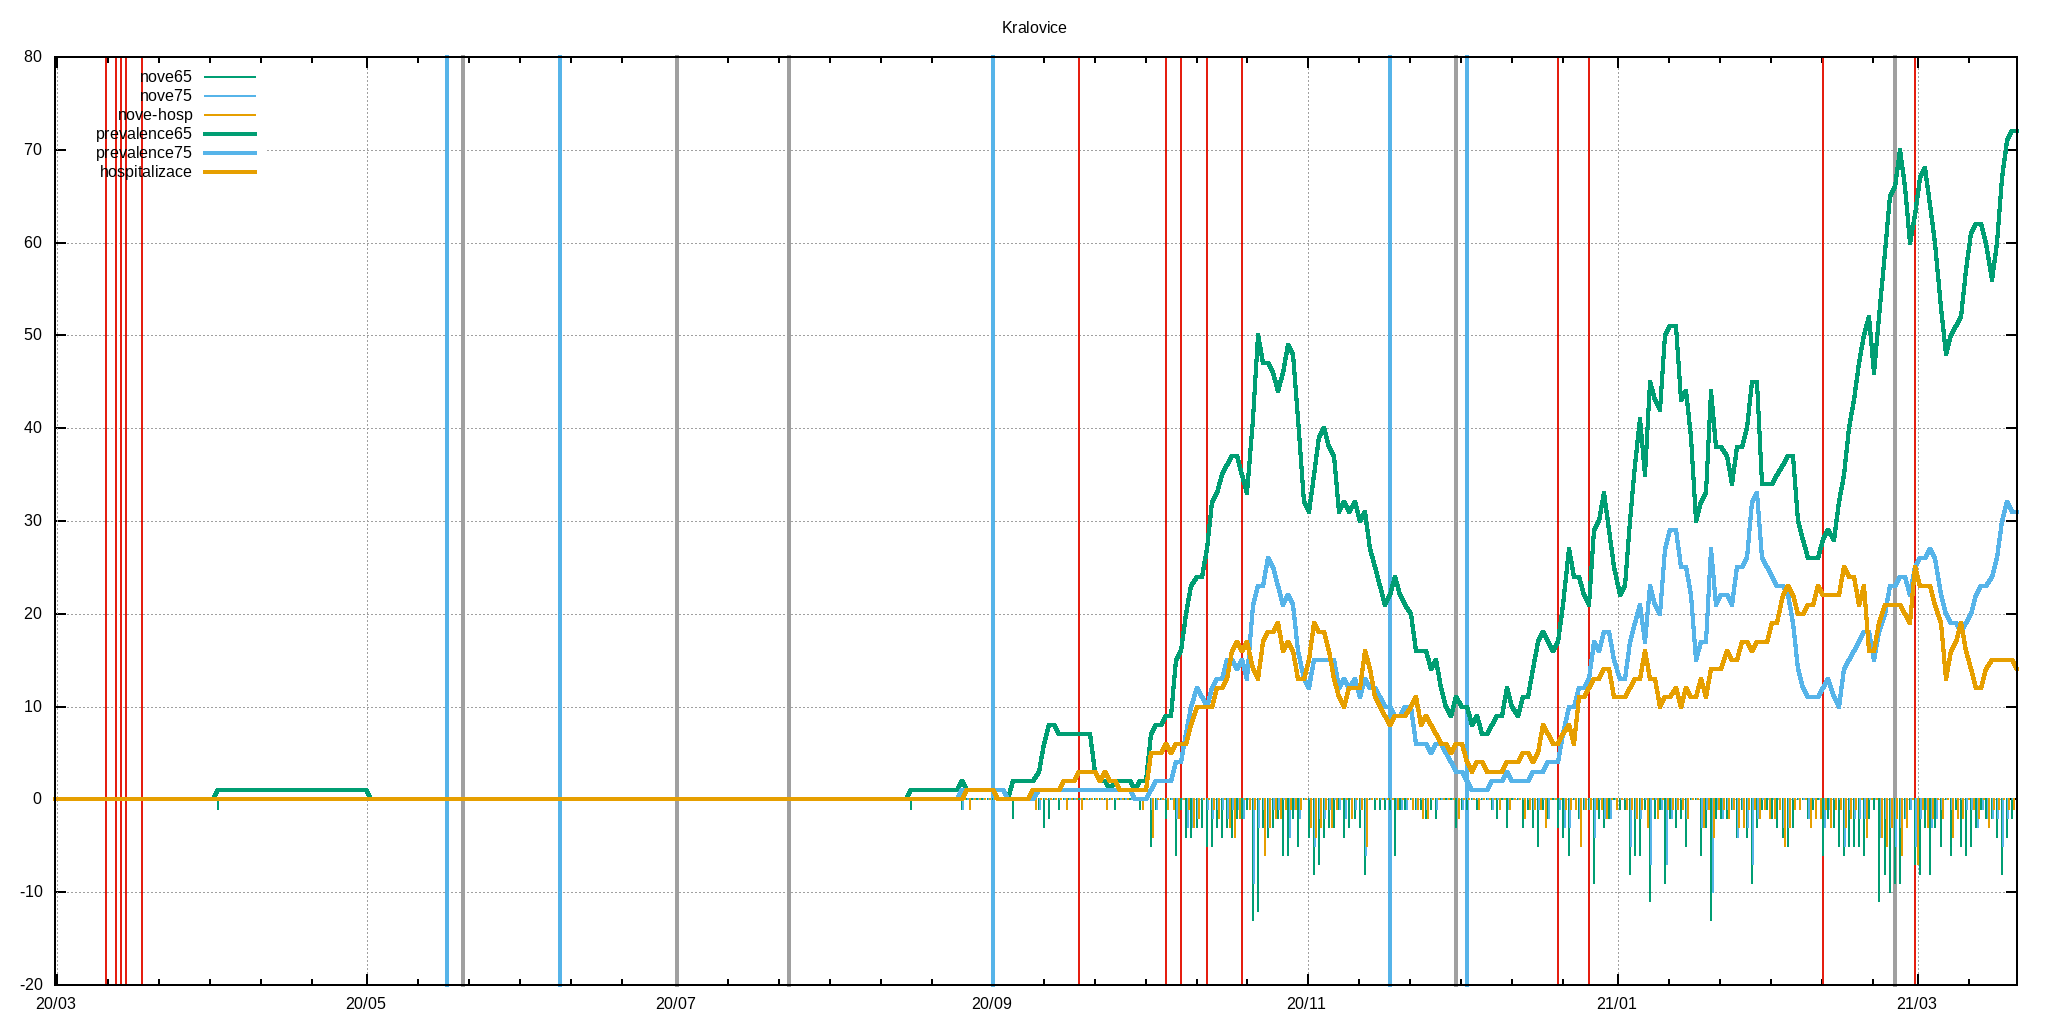 Kralovice
80
70
60
50
40
30
20
10
0
-10
-20
nove65
nove75
nove-hosp
prevalence65
prevalence75
hospitalizace
20/03 20/05 20/07 20/09 20/11 21/01 21/03